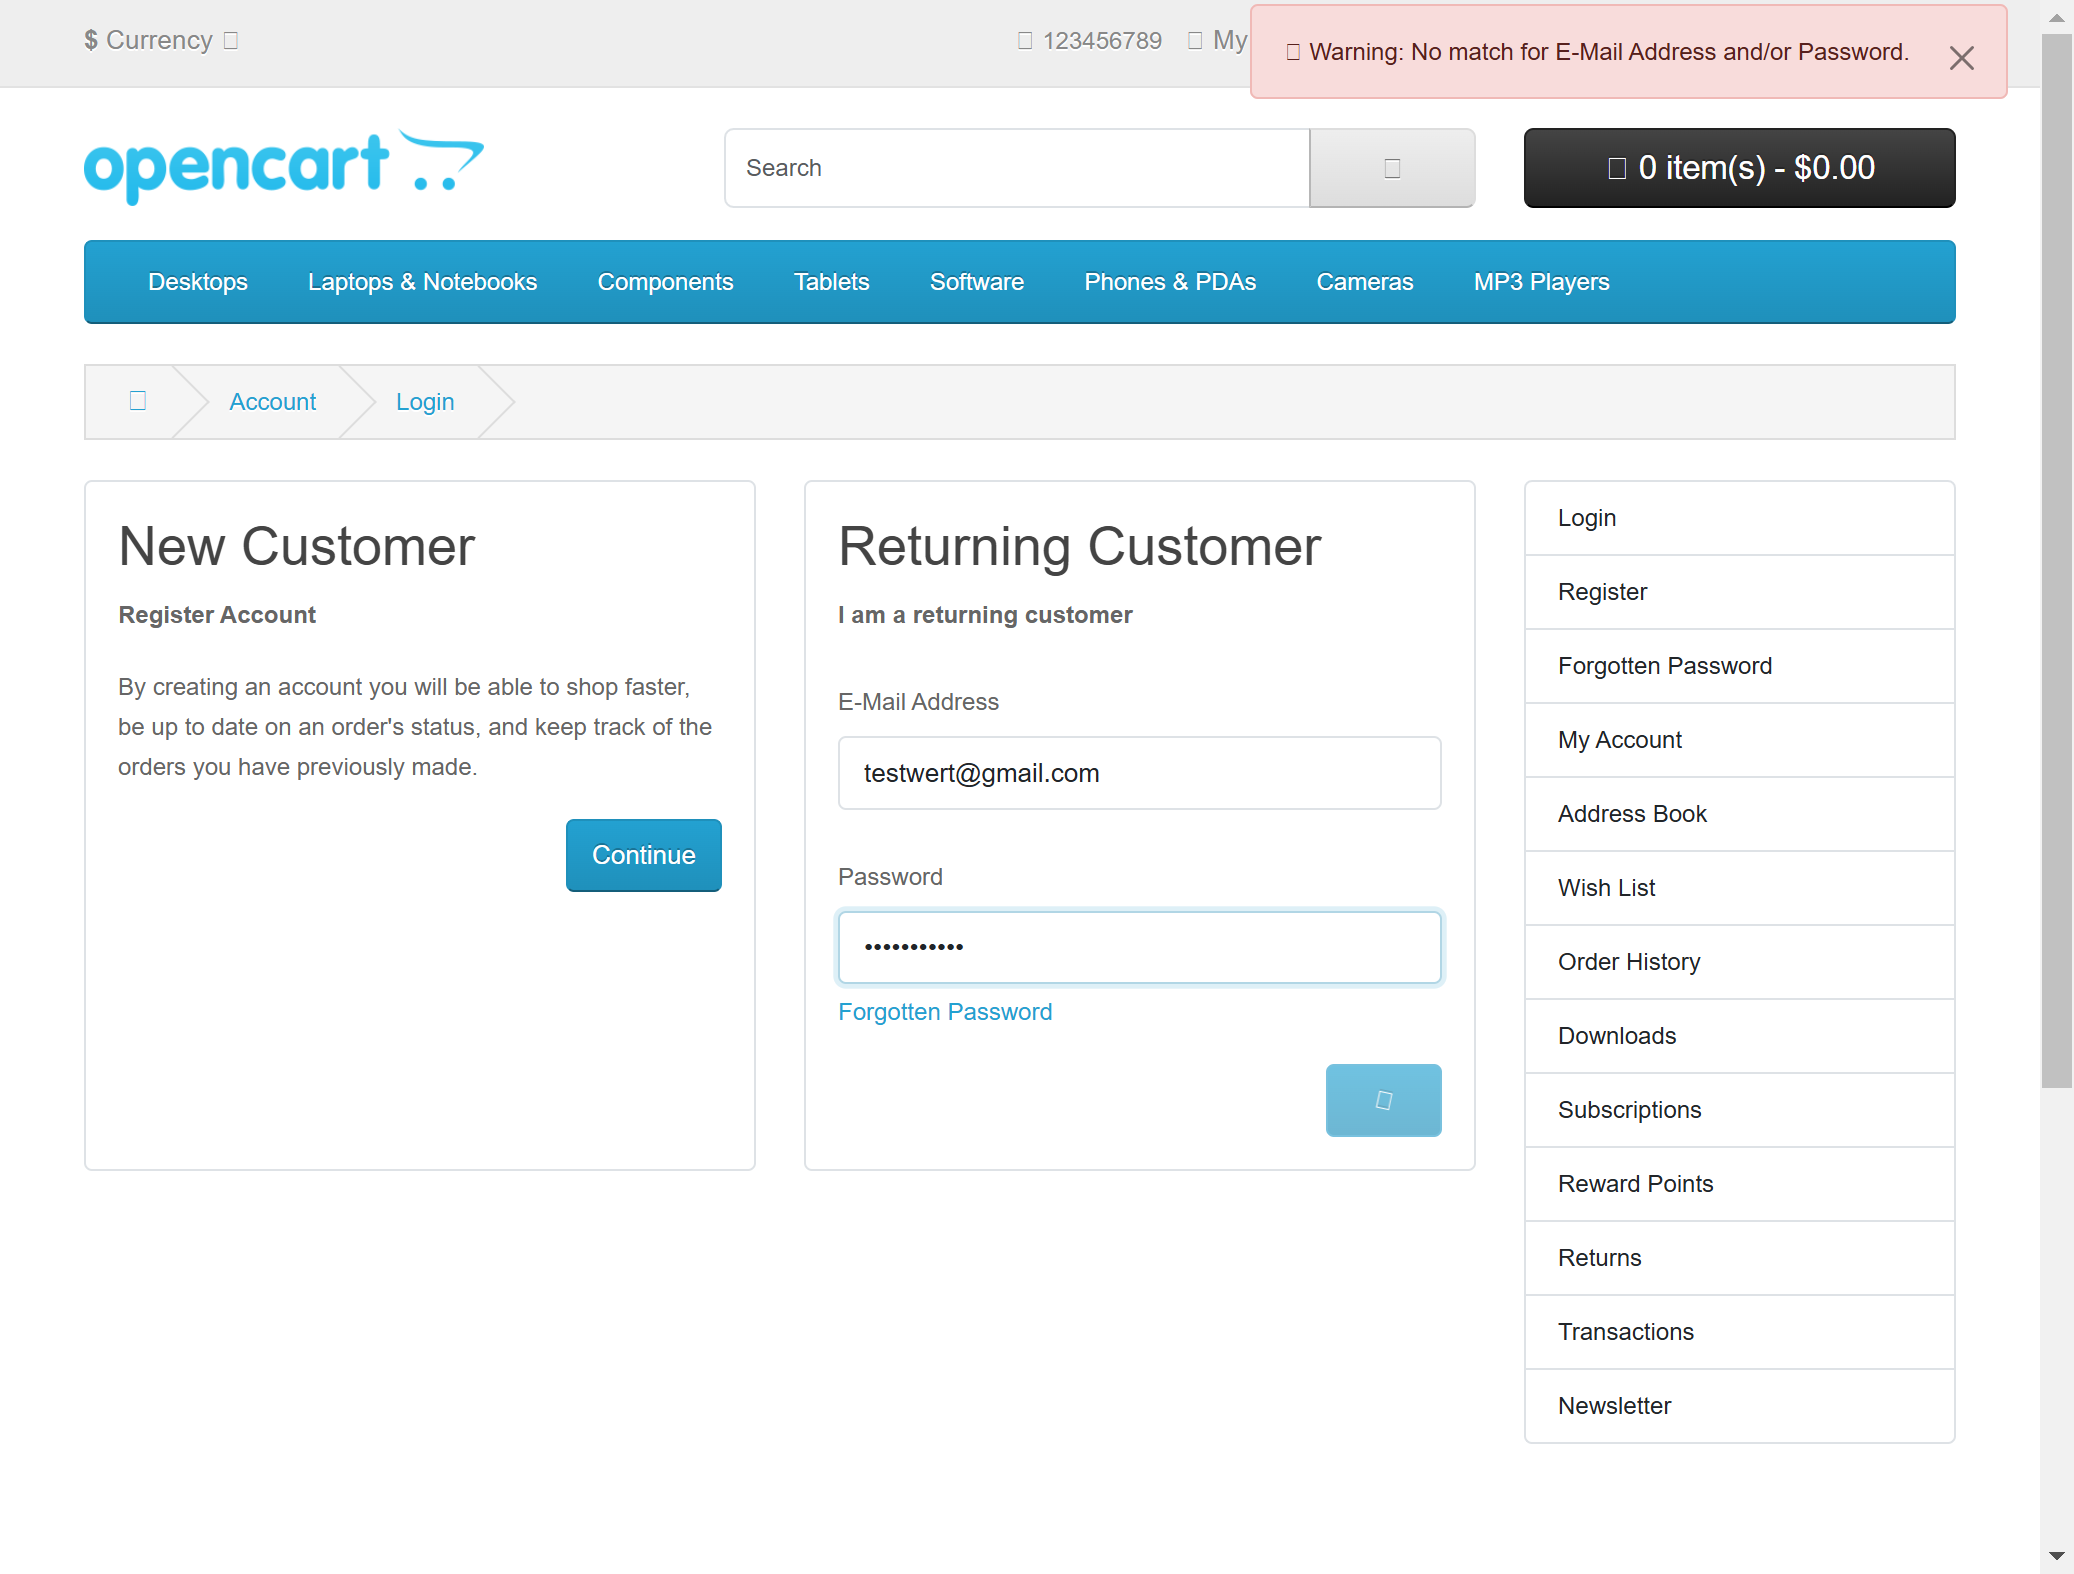 $ Currency
123456789
My
Warning: No match for E-Mail Address and/or Password.
opencart
Search
0 item(s) - $0.00
Desktops
Laptops & Notebooks
Components
Tablets
Software
Phones & PDAs
Cameras
MP3 Players
Account
Login
New Customer
Register Account
By creating an account you will be able to shop faster,
be up to date on an order's status, and keep track of the
orders you have previously made.
Continue
Returning Customer
I am a returning customer
E-Mail Address
testwert@gmail.com
Password
•••••••••••
Forgotten Password
Login
Register
Forgotten Password
My Account
Address Book
Wish List
Order History
Downloads
Subscriptions
Reward Points
Returns
Transactions
Newsletter